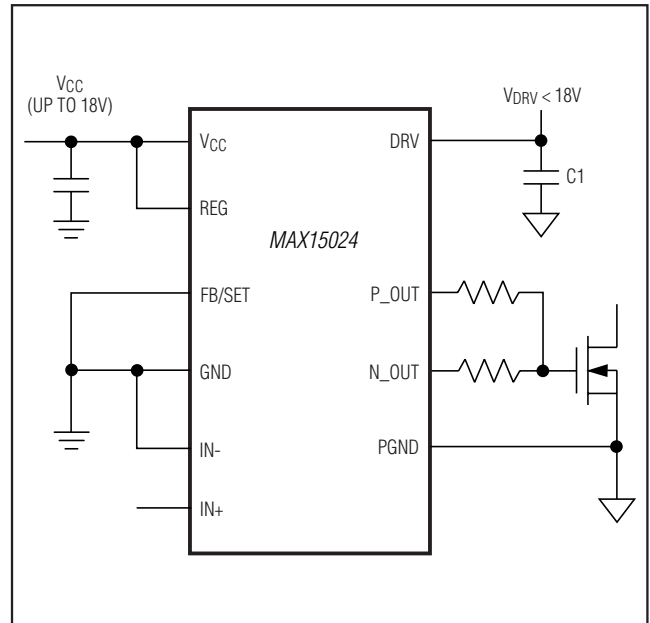 VCC
(UP TO 18V)
VDRV < 18V
VCC
DRV
C1
REG
MAX15024
FB/SET
P_OUT
GND
N_OUT
IN-
PGND
IN+